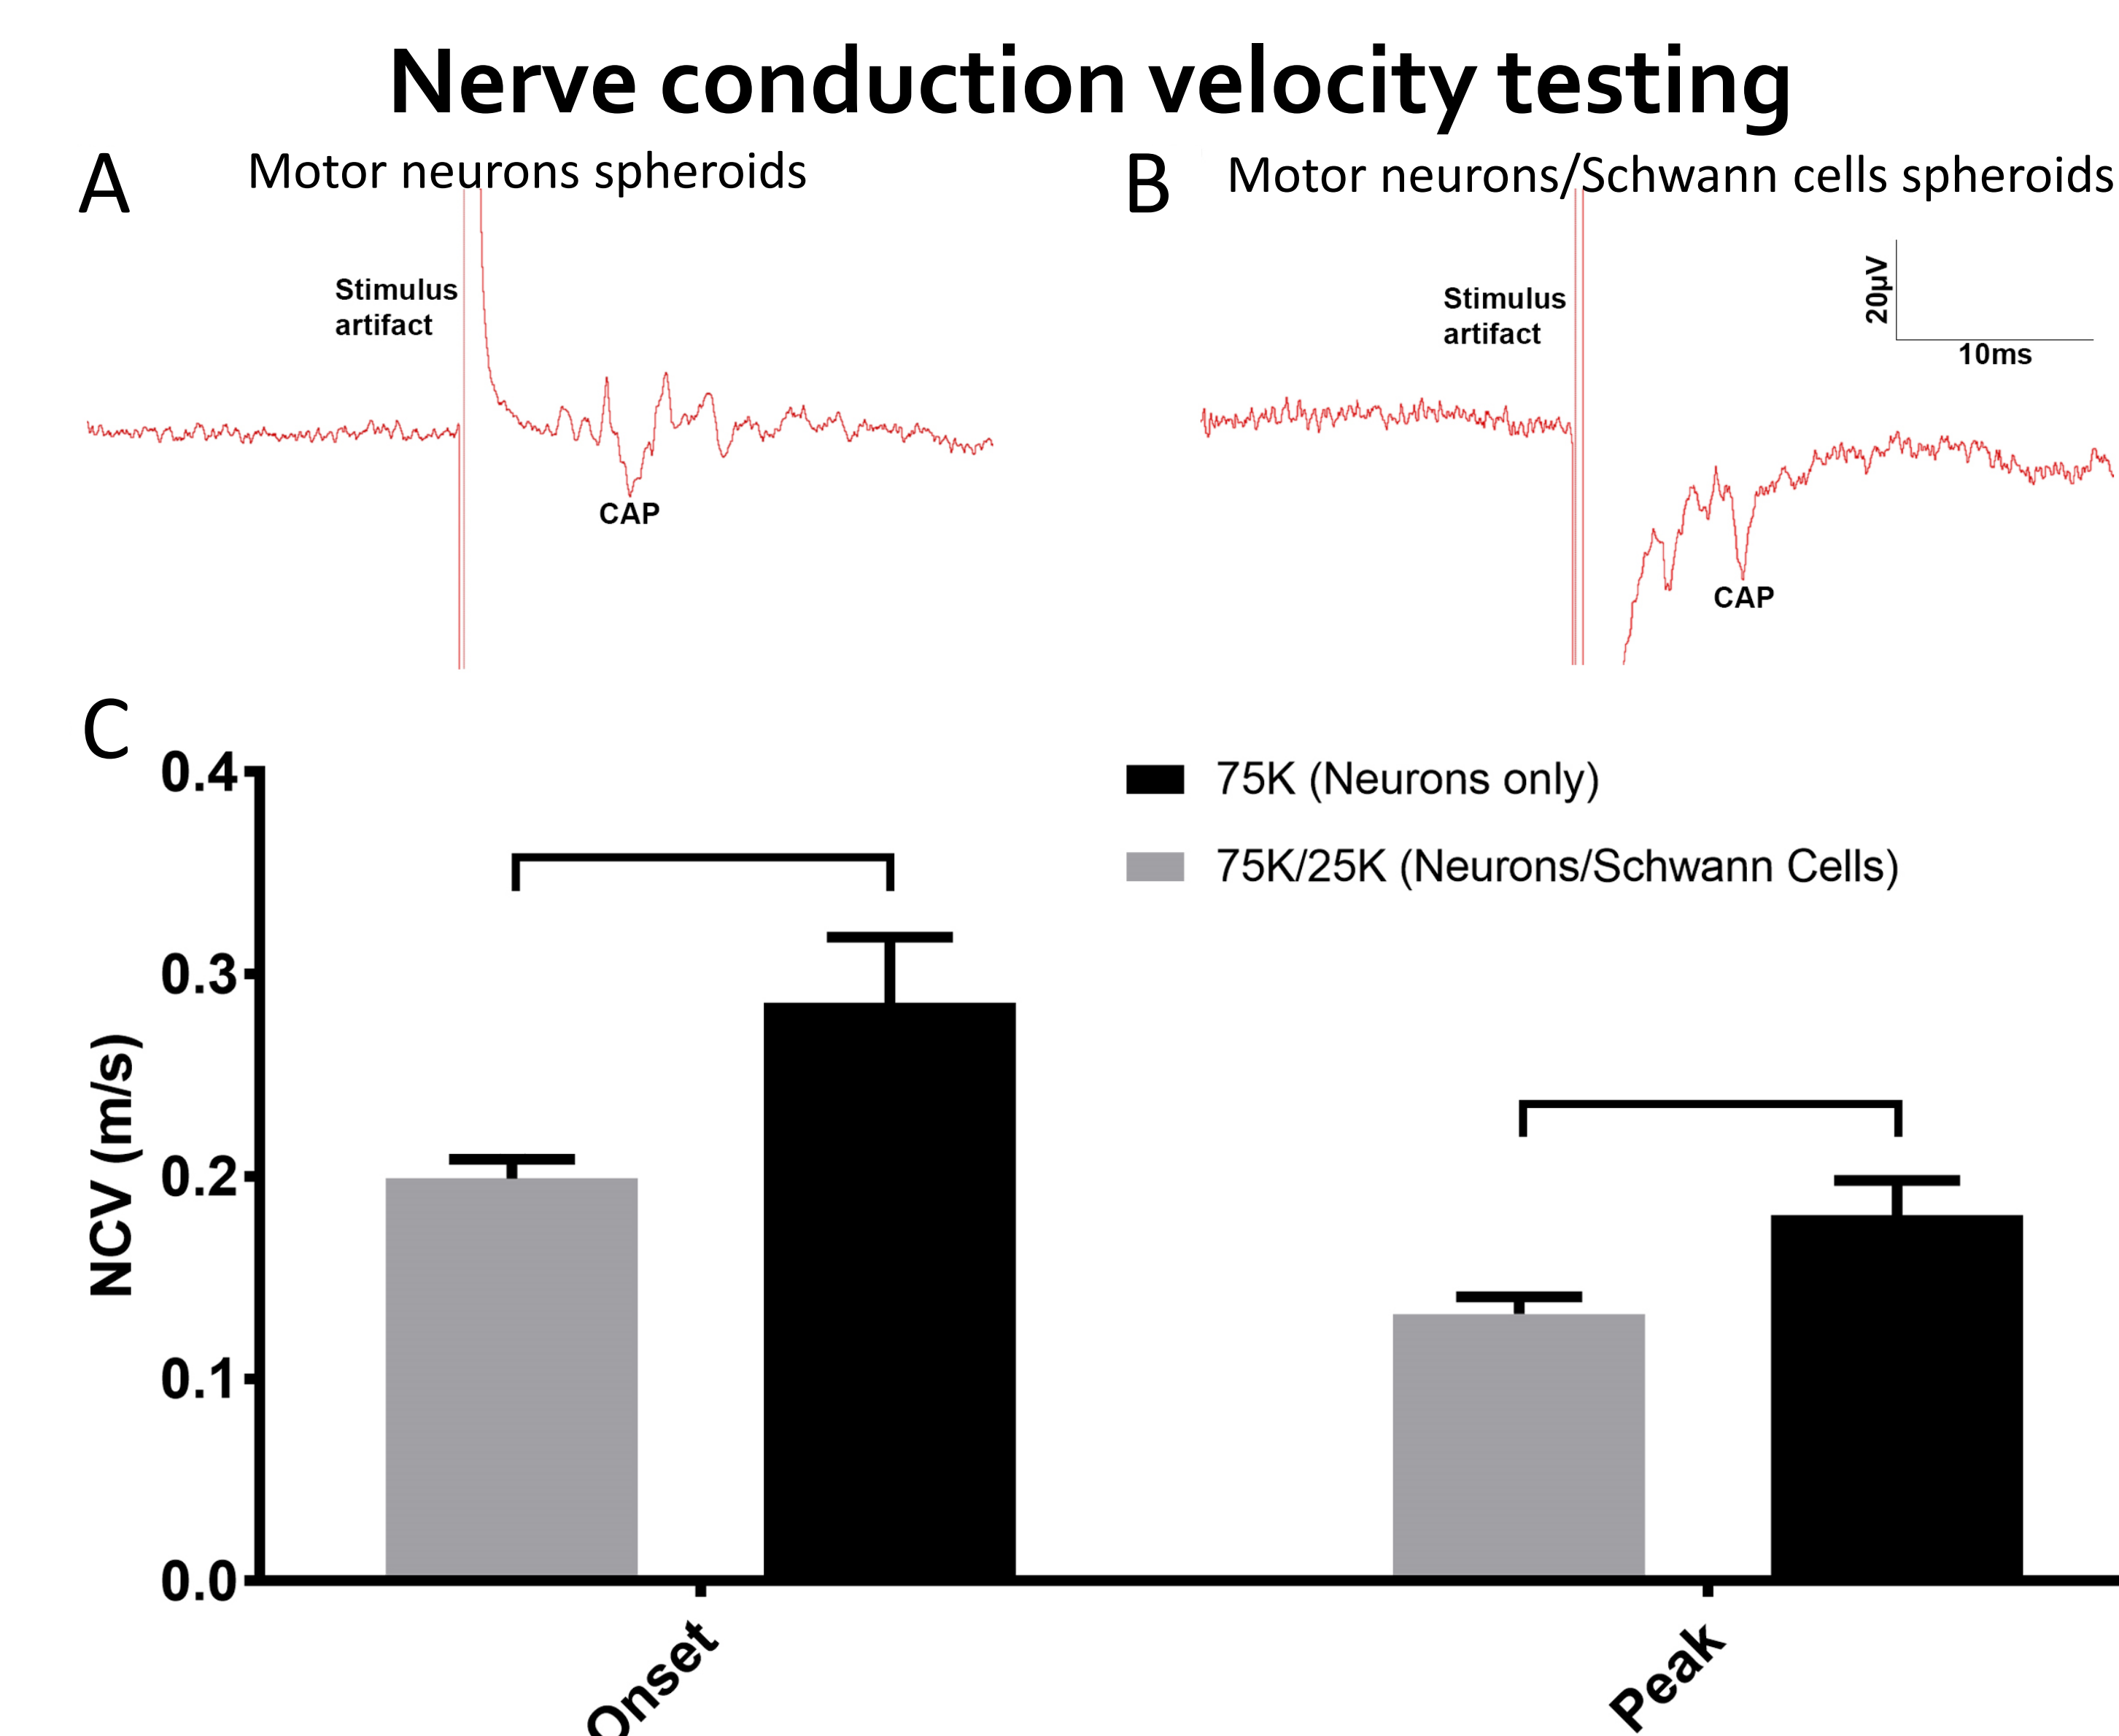 Nerve conduction velocity testing
A
Motor neurons spheroids
B
Motor neurons/Schwann cells spheroids
Stimulus
artifact
CAP
Stimulus
artifact
20µV
10ms
CAP
C
75K (Neurons only)
75K/25K (Neurons/Schwann Cells)
NCV (m/s)
0.4
0.3
0.2
0.1
0.0
Onset
Peak